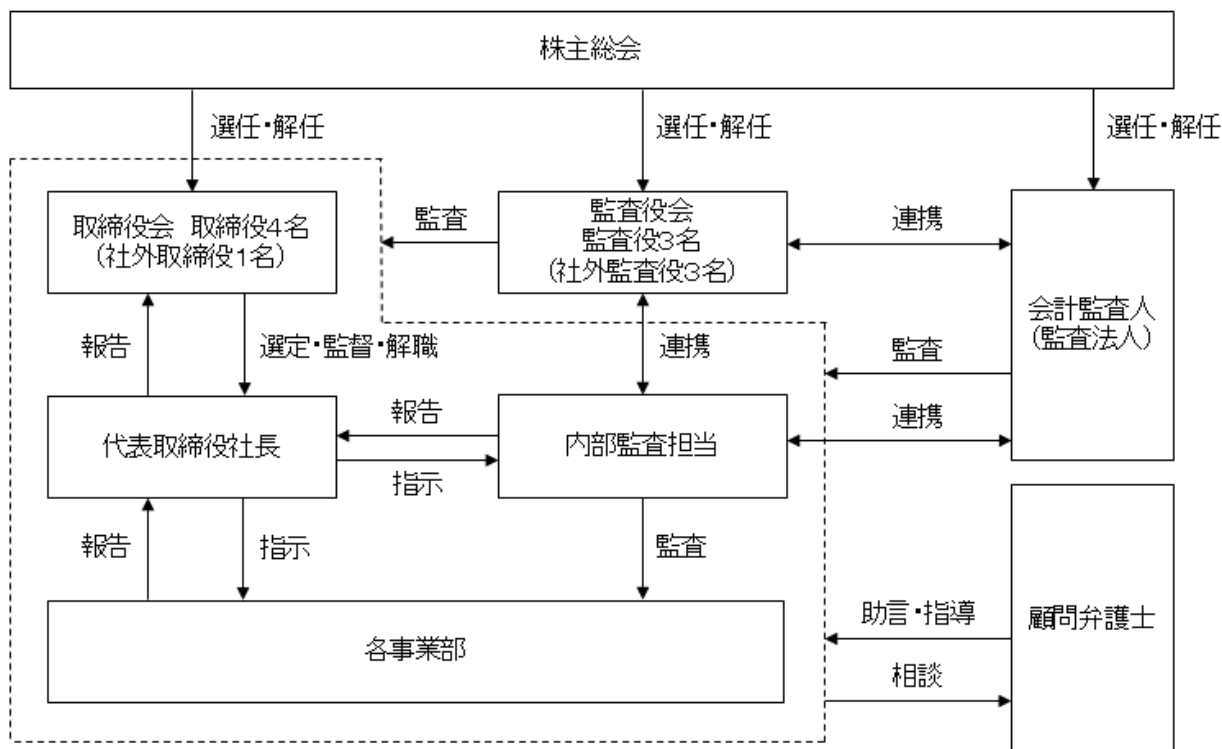 株主総会
選任・解任
選任・解任
選任・解任
取締役会 取締役4名
(社外取締役1名)
監査
監査役会
監査役3名
(社外監査役3名)
連携
会計監査人
(監査法人)
報告
選定・監督・解職
連携
監査
代表取締役社長
報告
指示
内部監査担当
連携
報告
指示
監査
各事業部
助言・指導
相談
顧問弁護士